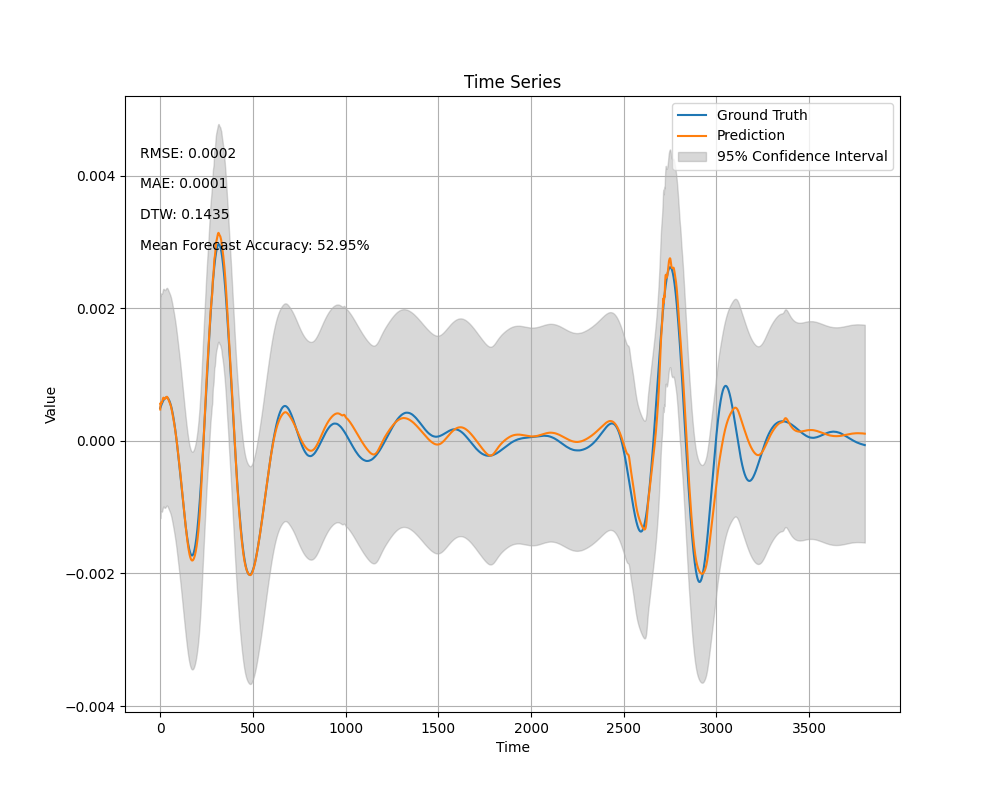 Time Series
Ground Truth
Prediction
95% Confidence Interval
RMSE: 0.0002
MAE: 0.0001
DTW: 0.1435
Mean Forecast Accuracy: 52.95%
0.004
0.002
0.000
−0.002
−0.004
Value
0 500 1000 1500 2000 2500 3000 3500
Time